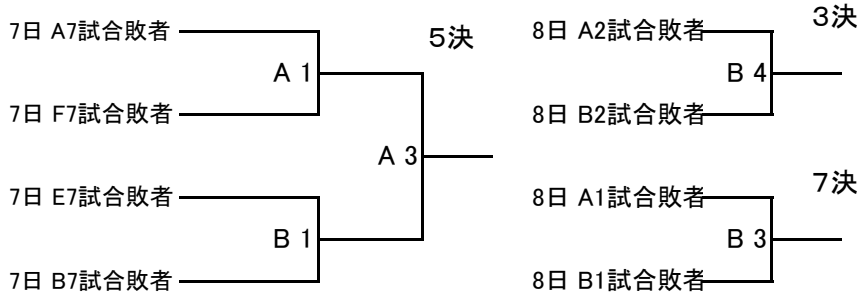 7日 A7試合敗者
5決
A 1
7日 F7試合敗者
A 3
7日 E7試合敗者
B 1
7日 B7試合敗者
3決
8日 A2試合敗者
B 4
8日 B2試合敗者
7決
8日 A1試合敗者
B 3
8日 B1試合敗者